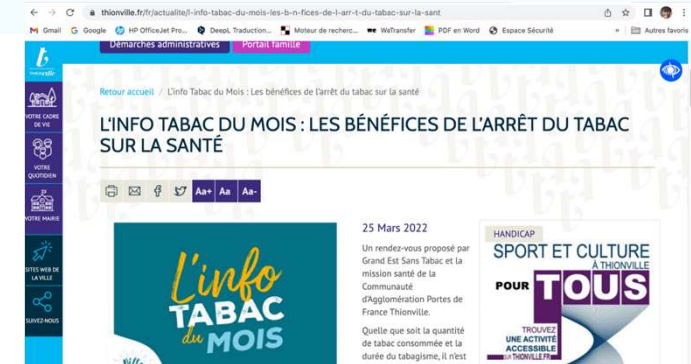 thionville.fr/fr/actualite/l-info-tabac-du-mois-les-b-n-fices-de-l-arr-t-du-tabac-sur-la-sant
Gmail Google HP OfficeJet Pro... DeepL Traduction... Moteur de recherc... WeTransfer PDF en Word Espace Sécurité » Autres favoris
Démarches administratives Portail famille
t
THIONVILLE
Retour accueil / L'info Tabac du Mois : Les bénéfices de l'arrêt du tabac sur la santé
VOTRE CADRE
DE VIE
L'INFO TABAC DU MOIS : LES BÉNÉFICES DE L'ARRÊT DU TABAC
SUR LA SANTÉ
VOTRE
QUOTIDIEN
Aa+ Aa Aa-
VOTRE MAIRIE
SITES WEB DE
LA VILLE
SUIVEZ-NOUS
L'info
TABAC
du MOIS
Ville
25 Mars 2022
Un rendez-vous proposé par
Grand Est Sans Tabac et la
mission santé de la
Communauté
d'Agglomération Portes de
France Thionville.
Quelle que soit la quantité
de tabac consommée et la
durée du tabagisme, il n'est
HANDICAP
SPORT ET CULTURE
À THIONVILLE
POUR TOUS
TROUVEZ
UNE ACTIVITÉ
ACCESSIBLE
sur THIONVILLE.FR